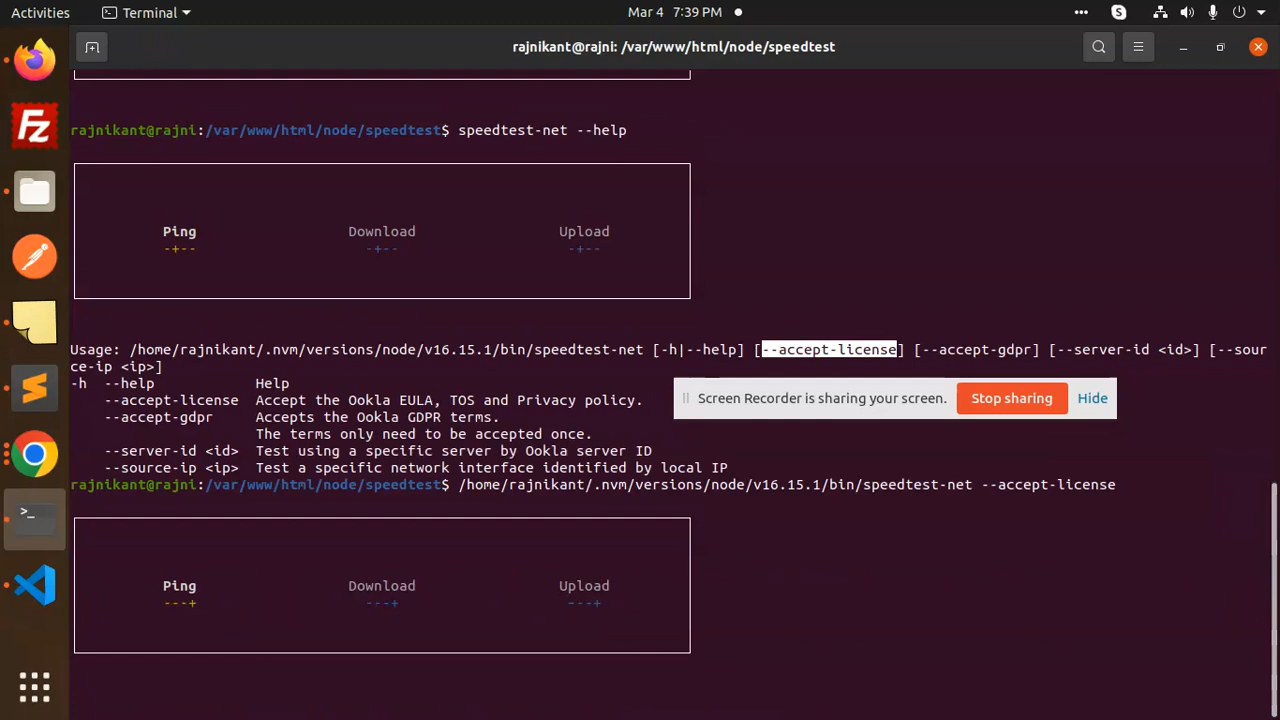 Activities Terminal Mar 4 7:39 PM
rajnikant@rajni: /var/www/html/node/speedtest
rajnikant@rajni:/var/www/html/node/speedtest$ speedtest-net --help
Ping Download Upload
-+-- -+-- -+--
Usage: /home/rajnikant/.nvm/versions/node/v16.15.1/bin/speedtest-net [-h|--help] [--accept-license] [--accept-gdpr] [--server-id <id>] [--sour
ce-ip <ip>]
-h --help Help
--accept-license Accept the Ookla EULA, TOS and Privacy policy.
--accept-gdpr Accepts the Ookla GDPR terms.
The terms only need to be accepted once.
--server-id <id> Test using a specific server by Ookla server ID
--source-ip <ip> Test a specific network interface identified by local IP
Screen Recorder is sharing your screen. Stop sharing Hide
rajnikant@rajni:/var/www/html/node/speedtest$ /home/rajnikant/.nvm/versions/node/v16.15.1/bin/speedtest-net --accept-license
Ping Download Upload
---+ ---+ ---+